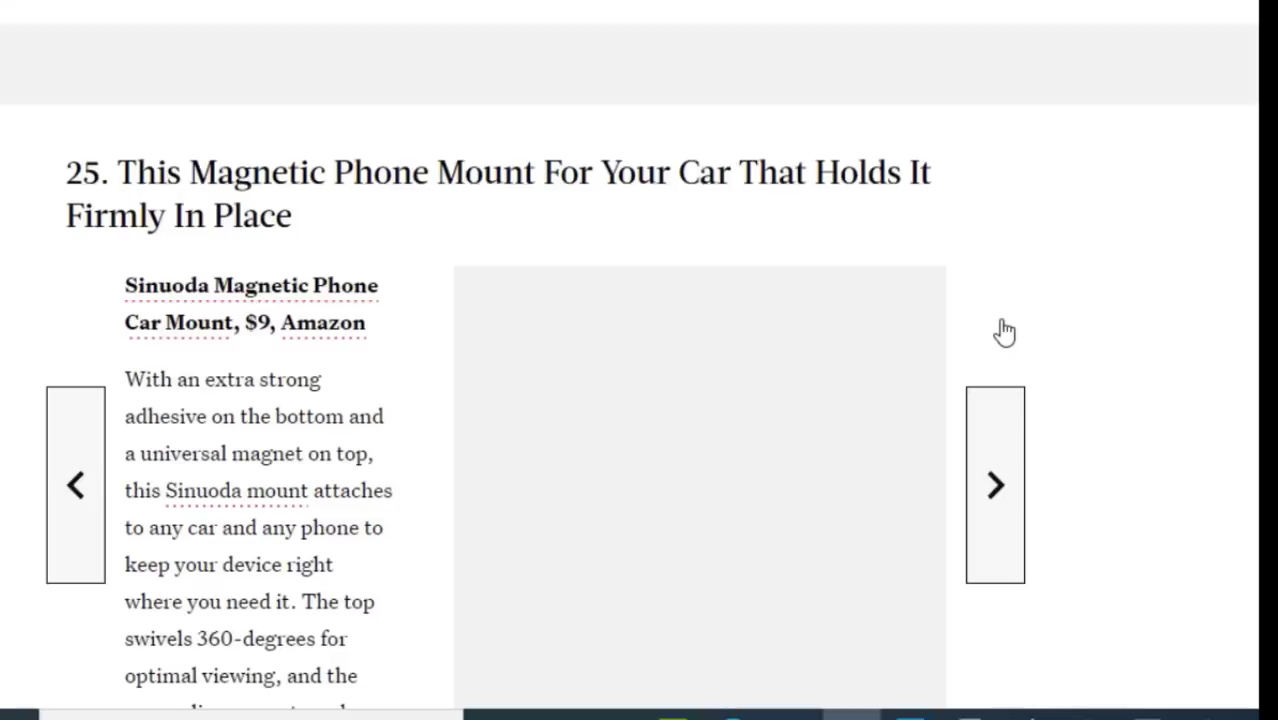 25. This Magnetic Phone Mount For Your Car That Holds It
Firmly In Place
Sinuoda Magnetic Phone
Car Mount, $9, Amazon
With an extra strong
adhesive on the bottom and
a universal magnet on top,
this Sinuoda mount attaches
to any car and any phone to
keep your device right
where you need it. The top
swivels 360-degrees for
optimal viewing, and the